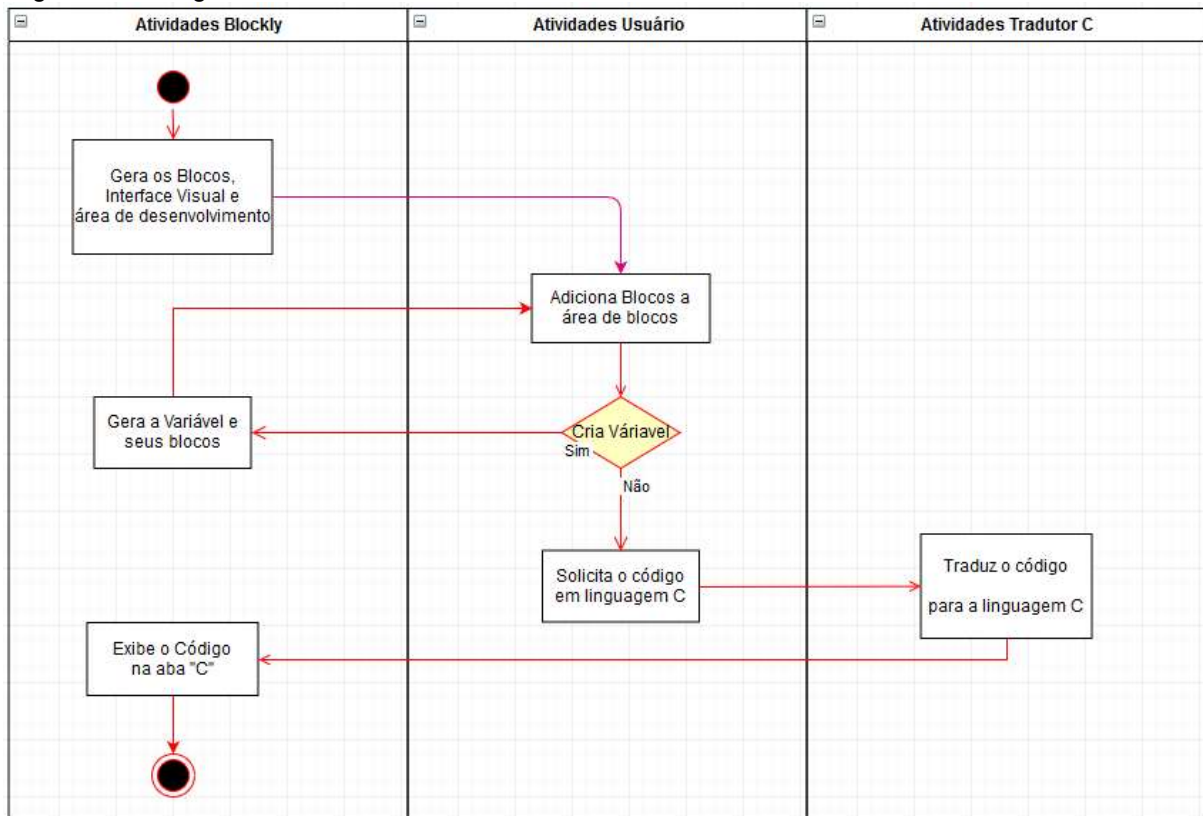 Atividades Blockly
Atividades Usuário
Atividades Tradutor C
Gera os Blocos,
Interface Visual e
área de desenvolvimento
Adiciona Blocos a
área de blocos
Gera a Variável e
seus blocos
Cria Váriavel
Sim
Não
Solicita o código
em linguagem C
Traduz o código
para a linguagem C
Exibe o Código
na aba "C"